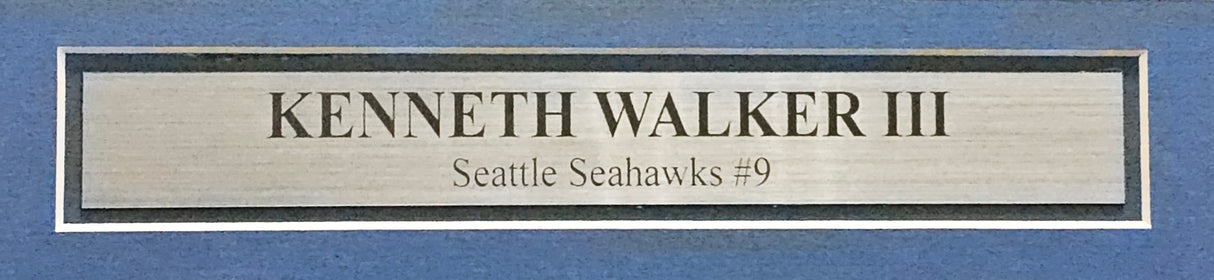 KENNETH WALKER III
Seattle Seahawks #9